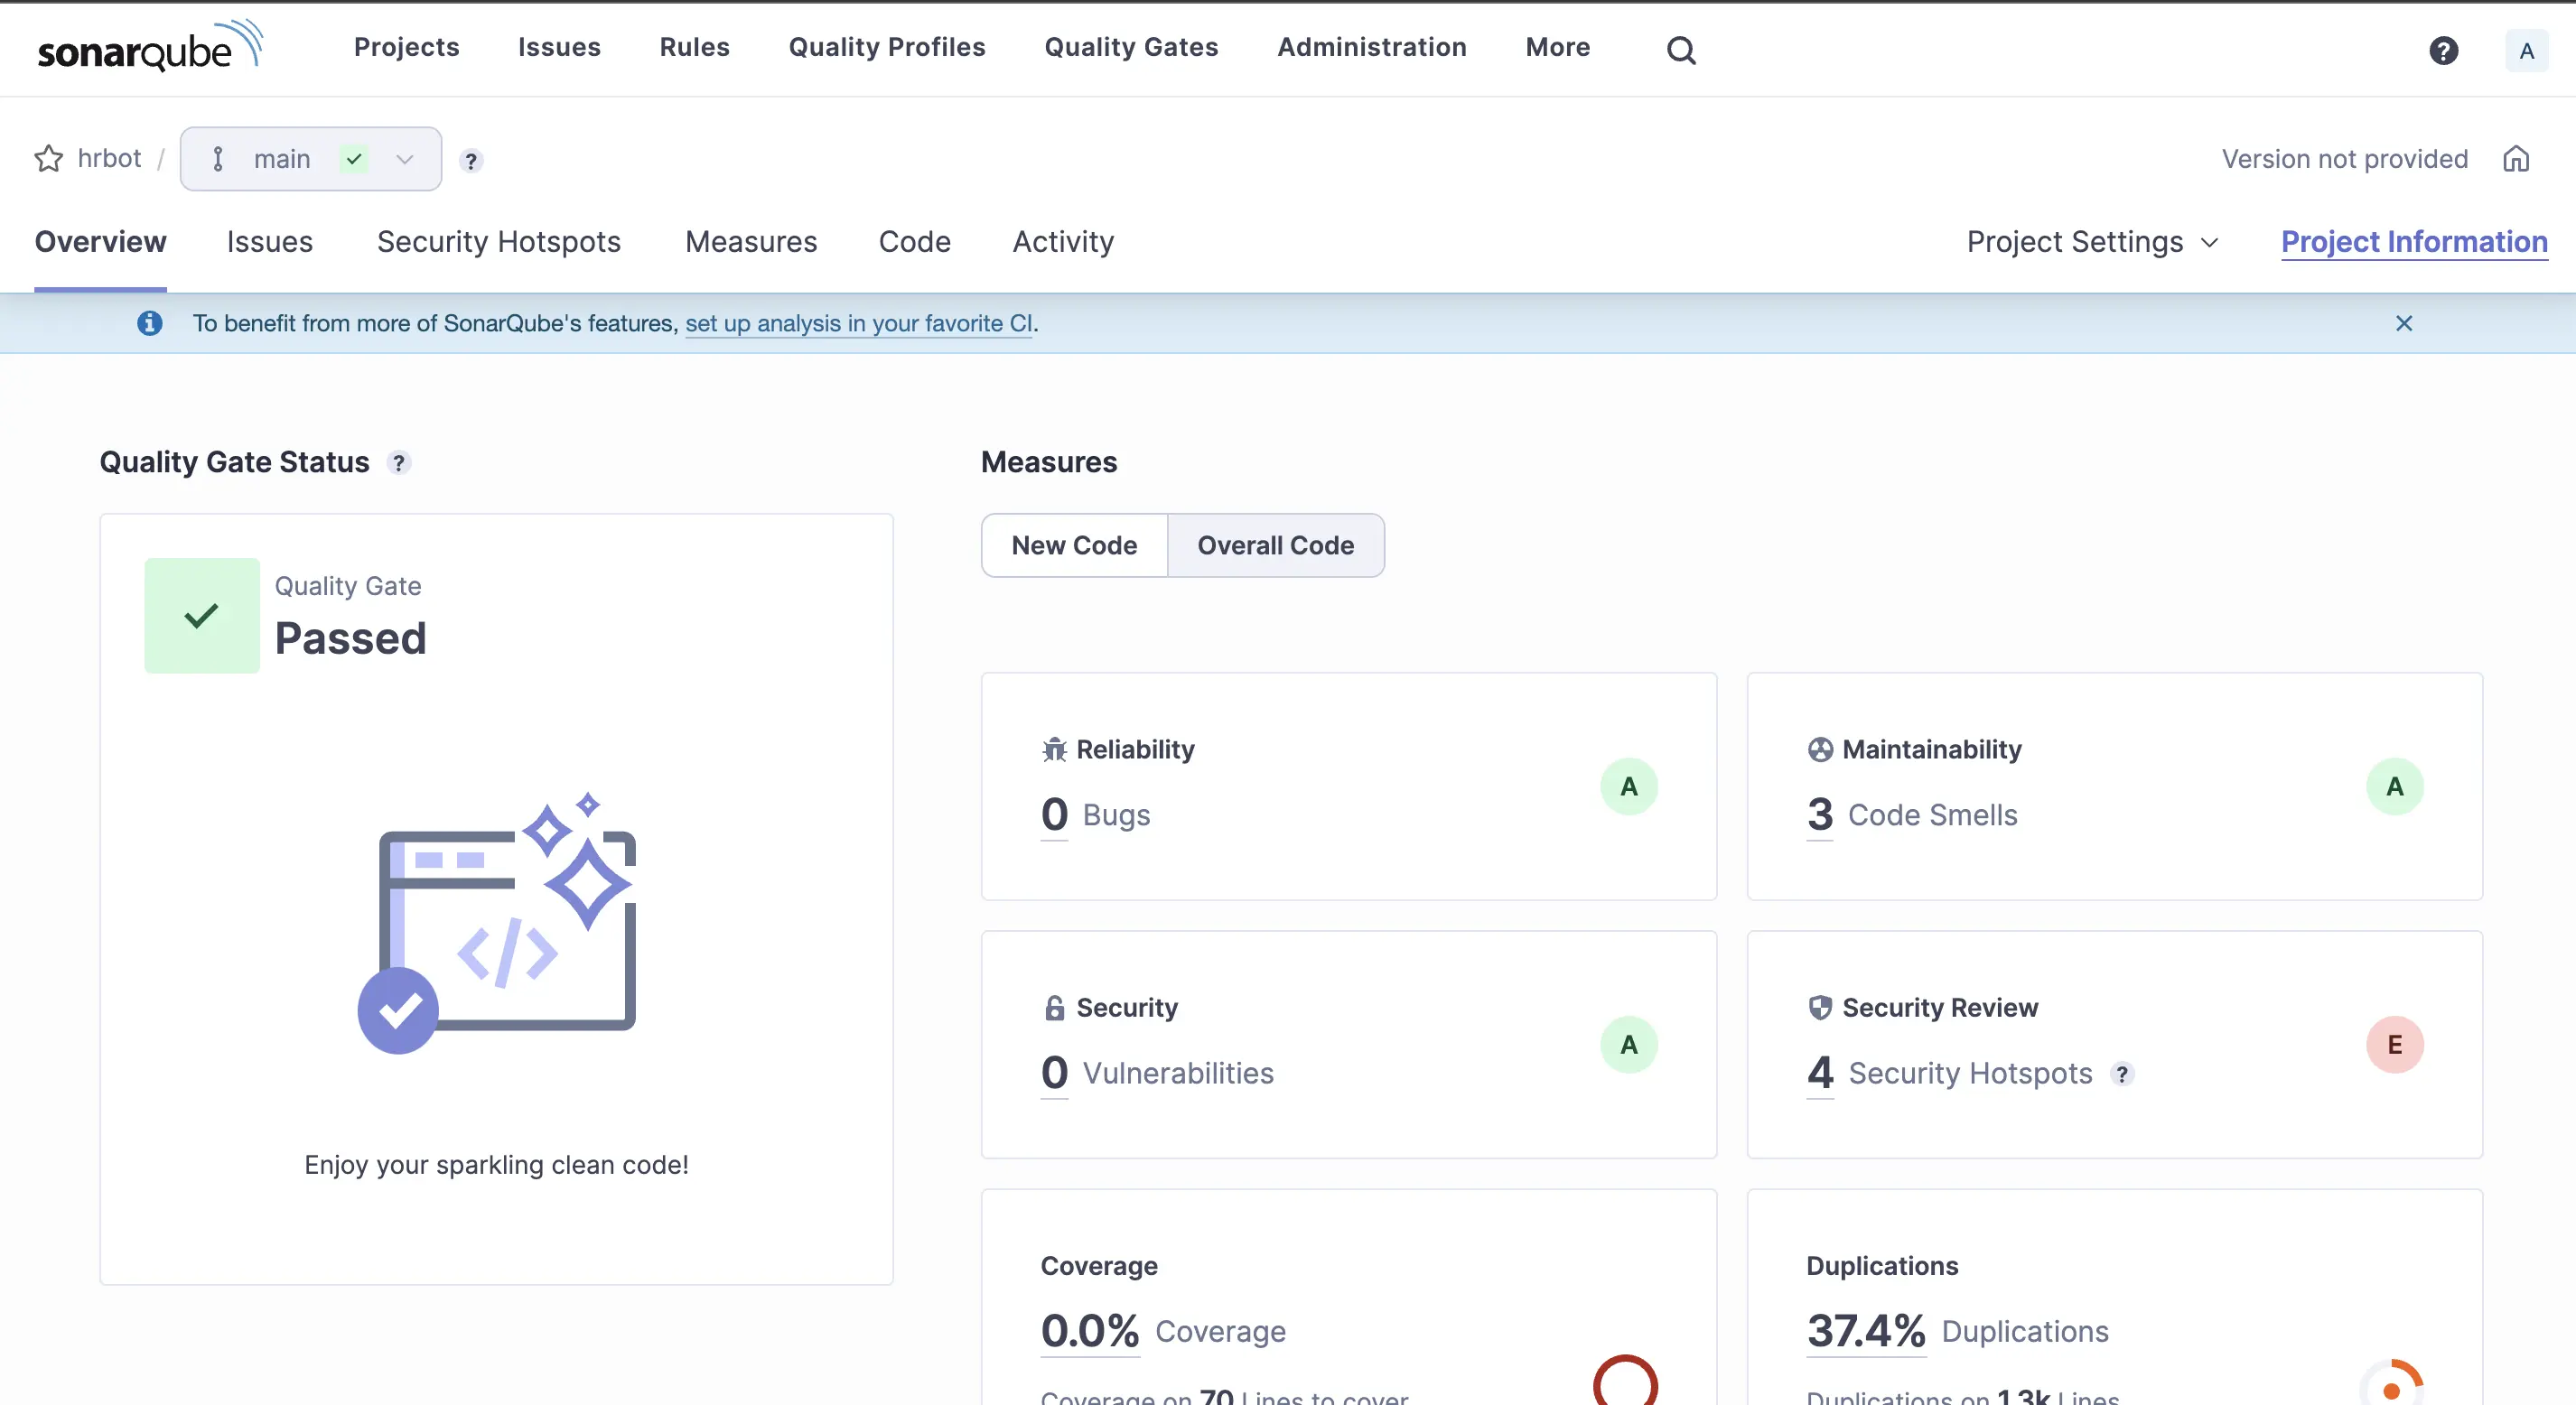 sonarqube Projects Issues Rules Quality Profiles Quality Gates Administration More ? A
hrbot / main ? Version not provided
Overview Issues Security Hotspots Measures Code Activity Project Settings Project Information
To benefit from more of SonarQube's features, set up analysis in your favorite CI.
Quality Gate Status ?
Quality Gate
Passed
Enjoy your sparkling clean code!
Measures
New Code Overall Code
Reliability
0 Bugs
A
Maintainability
3 Code Smells
A
Security
0 Vulnerabilities
A
Security Review
4 Security Hotspots ?
E
Coverage
0.0% Coverage
Coverage on 70 Lines to cover
Duplications
37.4% Duplications
Duplications on 1.3k Lines